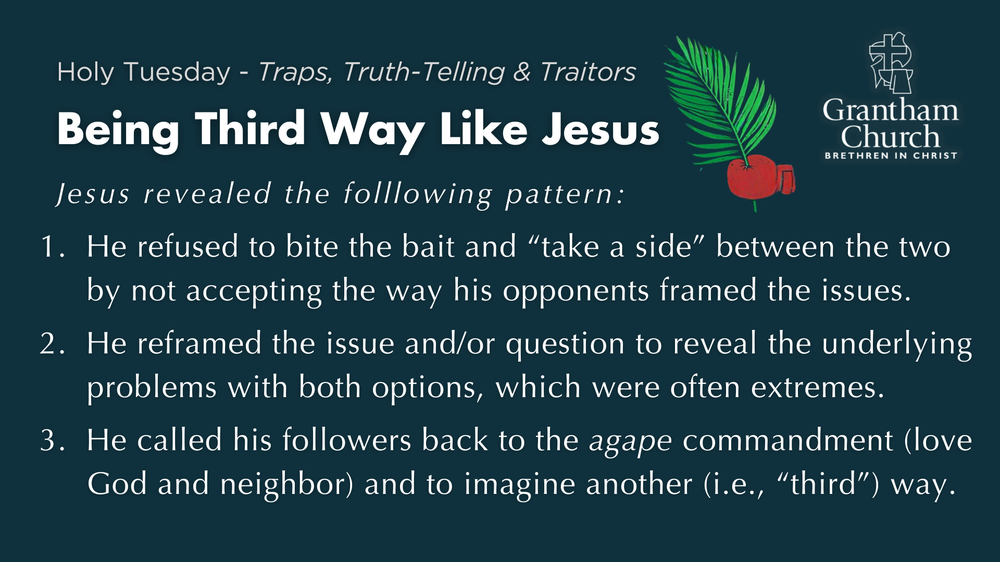 Holy Tuesday - Traps, Truth-Telling & Traitors
Being Third Way Like Jesus
Grantham
Church
BRETHREN IN CHRIST
Jesus revealed the folllowing pattern:
1. He refused to bite the bait and “take a side” between the two
by not accepting the way his opponents framed the issues.
2. He reframed the issue and/or question to reveal the underlying
problems with both options, which were often extremes.
3. He called his followers back to the agape commandment (love
God and neighbor) and to imagine another (i.e., “third”) way.